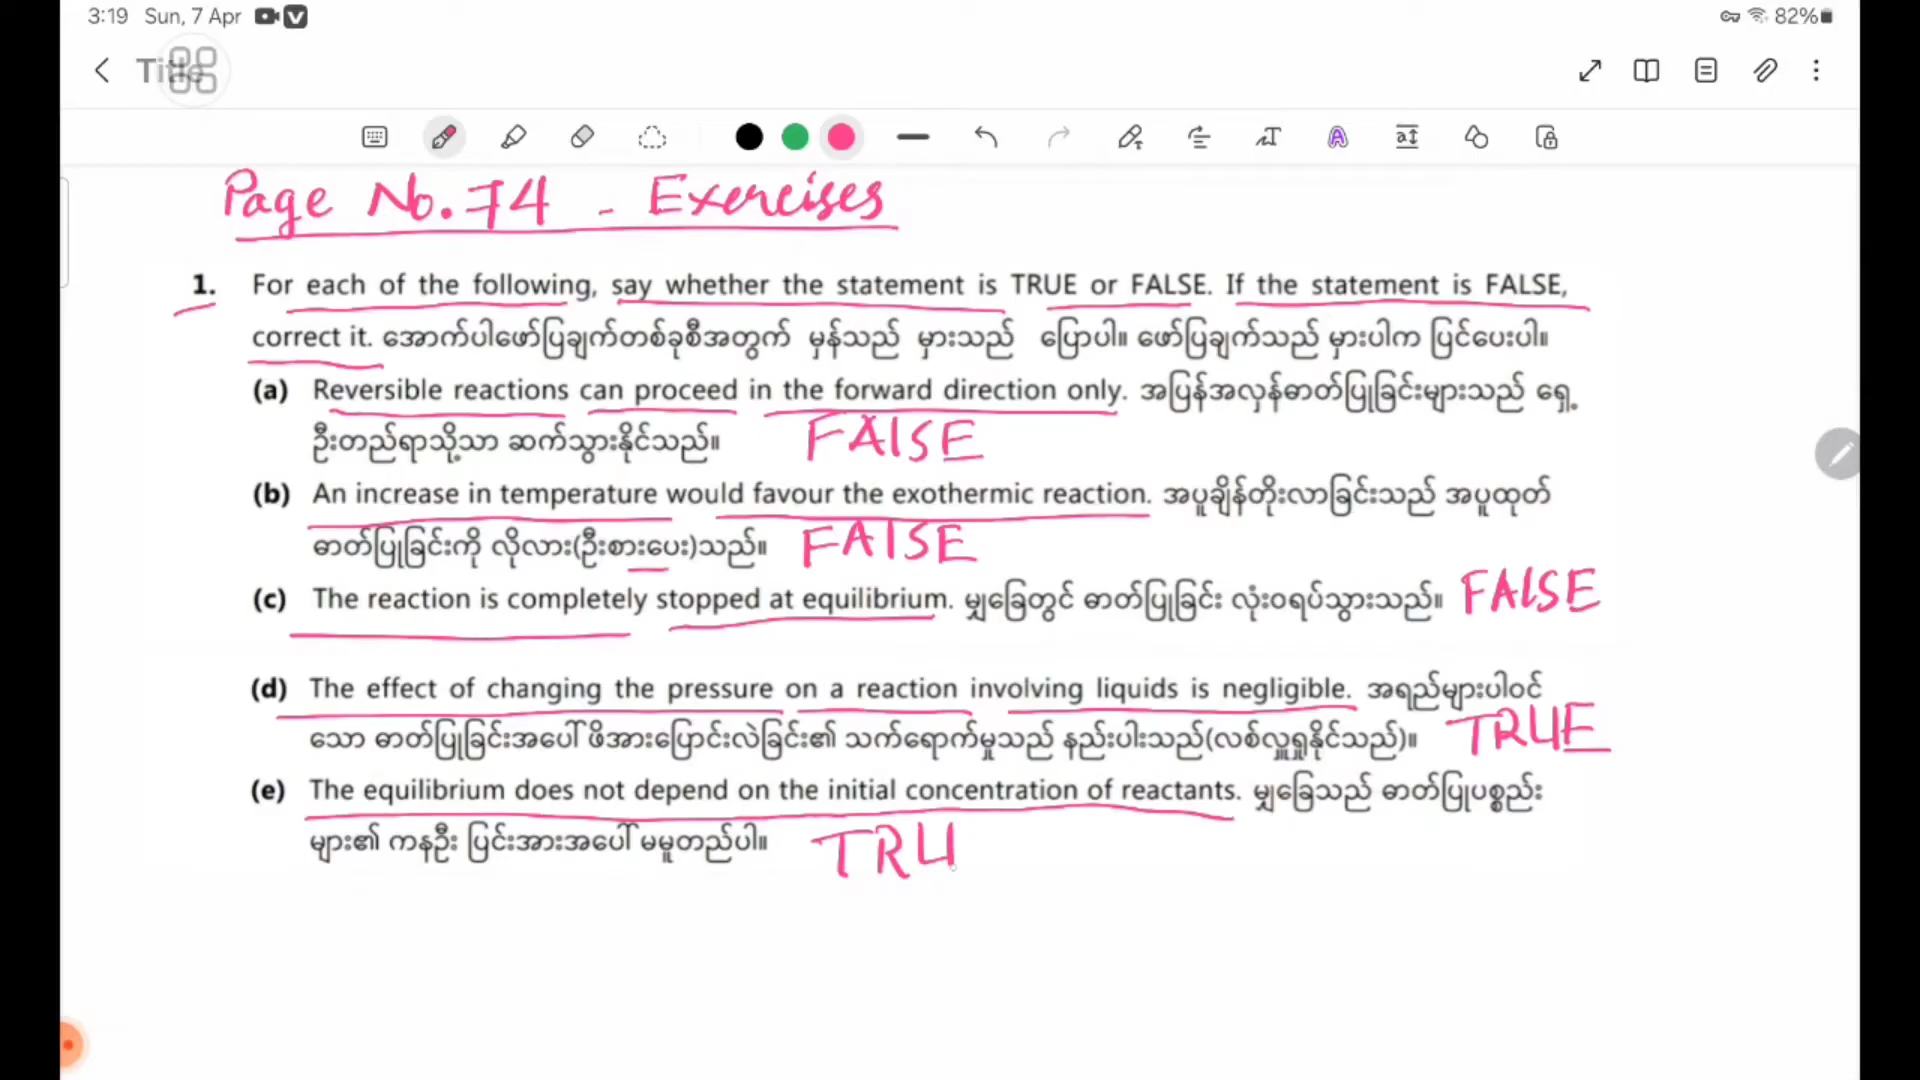 3:19 Sun, 7 Apr V 82%
Title
Page No.74 - Exercises
1. For each of the following, say whether the statement is TRUE or FALSE. If the statement is FALSE,
correct it. အောက်ပါဖော်ပြချက်တစ်ခုစီအတွက် မှန်သည် မှားသည် ပြောပါ။ ဖော်ပြချက်သည် မှားပါက ပြင်ပေးပါ။
(a) Reversible reactions can proceed in the forward direction only. အပြန်အလှန်ဓာတ်ပြုခြင်းများသည် ရှေ့
ဦးတည်ရာသို့သာ ဆက်သွားနိုင်သည်။ FALSE
(b) An increase in temperature would favour the exothermic reaction. အပူချိန်တိုးလာခြင်းသည် အပူထုတ်
ဓာတ်ပြုခြင်းကို လိုလား(ဦးစားပေး)သည်။ FALSE
(c) The reaction is completely stopped at equilibrium. မျှခြေတွင် ဓာတ်ပြုခြင်း လုံးဝရပ်သွားသည်။ FALSE
(d) The effect of changing the pressure on a reaction involving liquids is negligible. အရည်များပါဝင်
သော ဓာတ်ပြုခြင်းအပေါ် ဖိအားပြောင်းလဲခြင်း၏ သက်ရောက်မှုသည် နည်းပါးသည်(လစ်လျူရှုနိုင်သည်)။ TRUE
(e) The equilibrium does not depend on the initial concentration of reactants. မျှခြေသည် ဓာတ်ပြုပစ္စည်း
များ၏ ကနဦး ပြင်းအားအပေါ် မမူတည်ပါ။ TRU